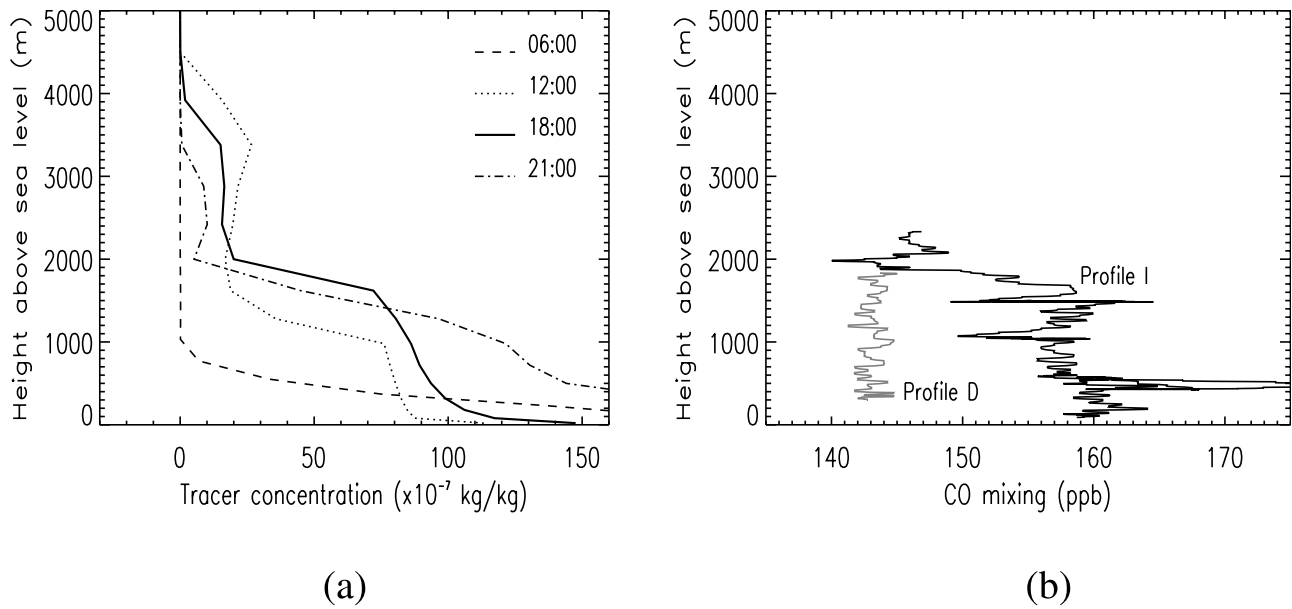 5000
4000
3000
2000
1000
0
Height above sea level (m)
06:00
12:00
18:00
21:00
0 50 100 150
Tracer concentration (x10⁻⁷ kg/kg)
(a)
5000
4000
3000
2000
1000
0
Height above sea level (m)
Profile I
Profile D
140 150 160 170
CO mixing (ppb)
(b)